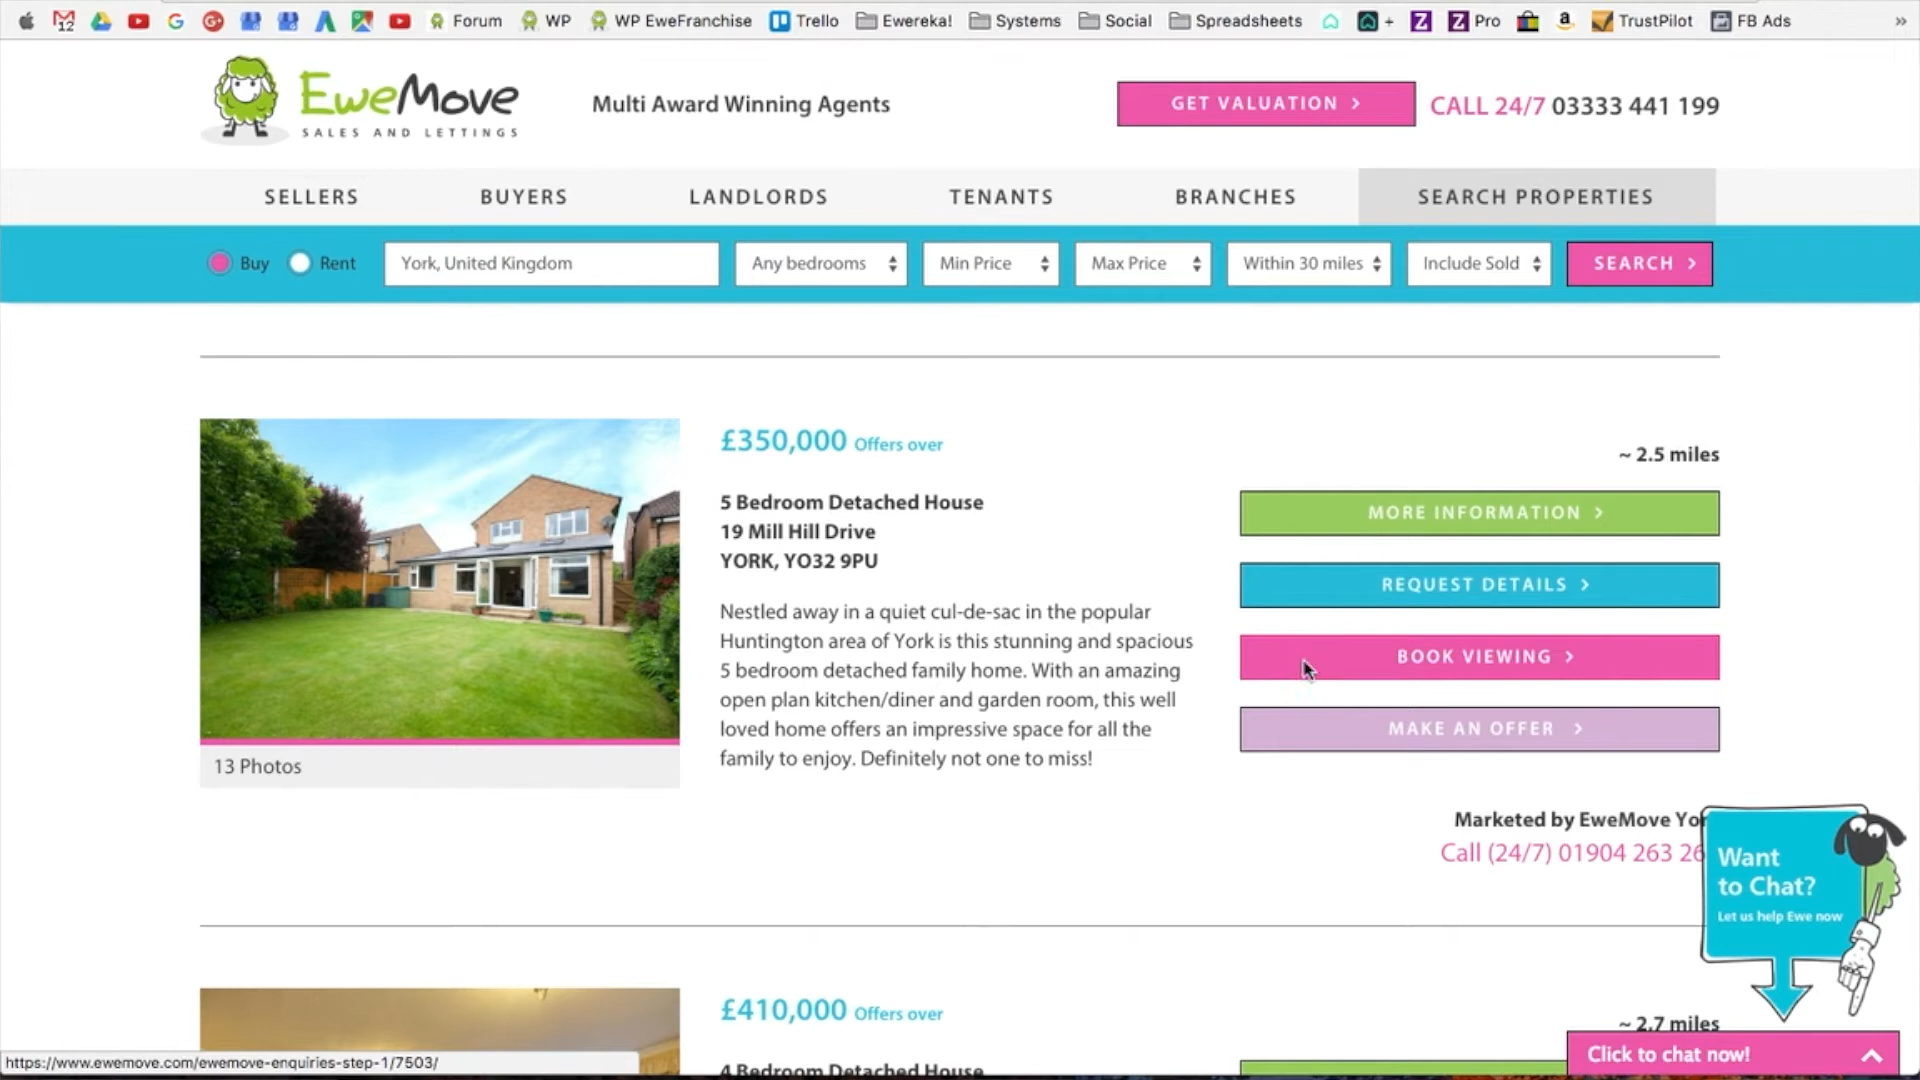 12
Forum
WP
WP EweFranchise
Trello
Ewereka!
Systems
Social
Spreadsheets
+
Pro
TrustPilot
FB Ads
»
EweMove
SALES AND LETTINGS
Multi Award Winning Agents
GET VALUATION >
CALL 24/7 03333 441 199
SELLERS
BUYERS
LANDLORDS
TENANTS
BRANCHES
SEARCH PROPERTIES
Buy
Rent
York, United Kingdom
Any bedrooms
Min Price
Max Price
Within 30 miles
Include Sold
SEARCH >
£350,000 Offers over
~ 2.5 miles
5 Bedroom Detached House
19 Mill Hill Drive
YORK, YO32 9PU
Nestled away in a quiet cul-de-sac in the popular
Huntington area of York is this stunning and spacious
5 bedroom detached family home. With an amazing
open plan kitchen/diner and garden room, this well
loved home offers an impressive space for all the
family to enjoy. Definitely not one to miss!
MORE INFORMATION >
REQUEST DETAILS >
BOOK VIEWING >
MAKE AN OFFER >
13 Photos
Marketed by EweMove
Call (24/7) 01904 263
Want
to Chat?
Let us help Ewe now
£410,000 Offers over
~ 2.7 miles
4 Bedroom Detached House
Click to chat now!
https://www.ewemove.com/ewemove-enquiries-step-1/7503/